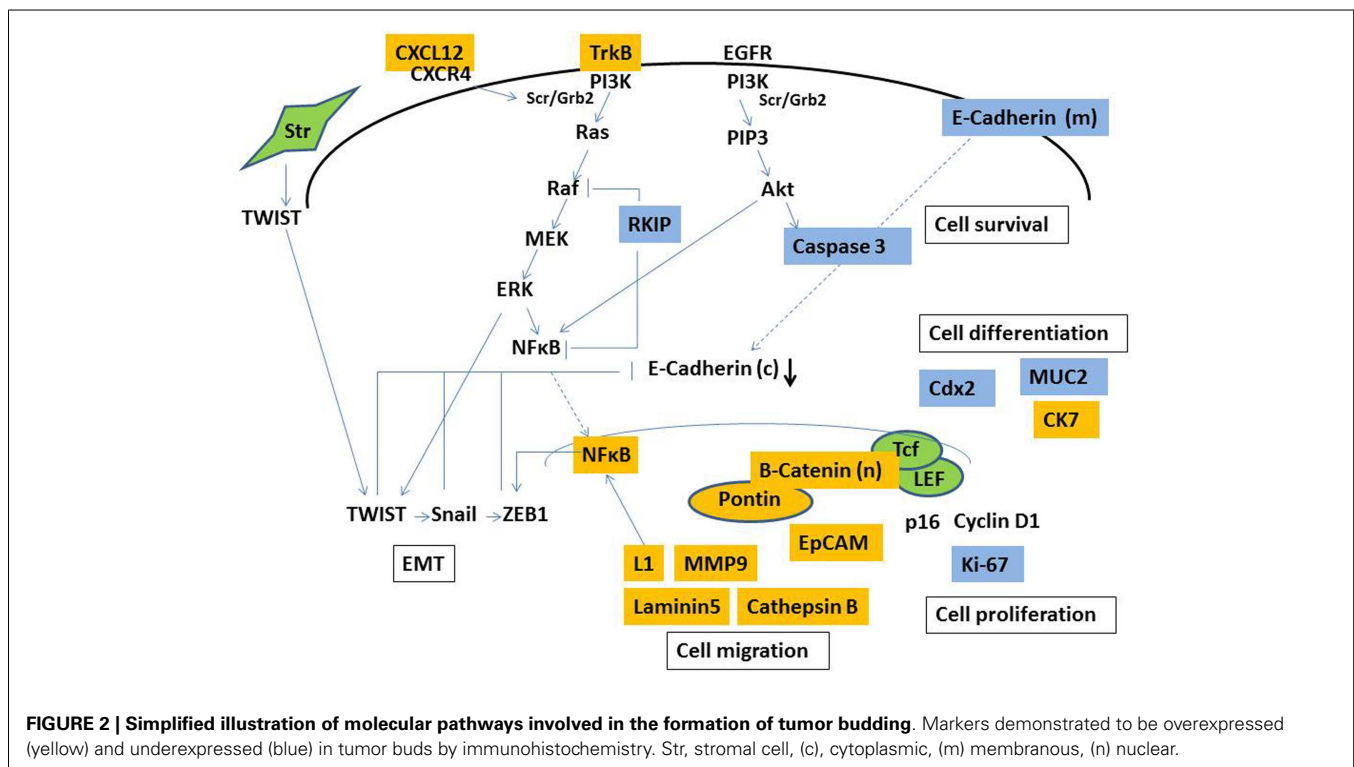 CXCL12
CXCR4
TrkB
EGFR
PI3K
PI3K
Scr/Grb2
Scr/Grb2
Str
E-Cadherin (m)
Ras
PIP3
Raf
Akt
TWIST
RKIP
Cell survival
MEK
Caspase 3
ERK
Cell differentiation
NFκB
E-Cadherin (c)
Cdx2
MUC2
CK7
NFκB
Tcf
B-Catenin (n)
LEF
Pontin
TWIST
Snail
ZEB1
p16
Cyclin D1
EpCAM
EMT
L1
MMP9
Ki-67
Laminin5
Cathepsin B
Cell proliferation
Cell migration
FIGURE 2 | Simplified illustration of molecular pathways involved in the formation of tumor budding. Markers demonstrated to be overexpressed
(yellow) and underexpressed (blue) in tumor buds by immunohistochemistry. Str, stromal cell, (c), cytoplasmic, (m) membranous, (n) nuclear.